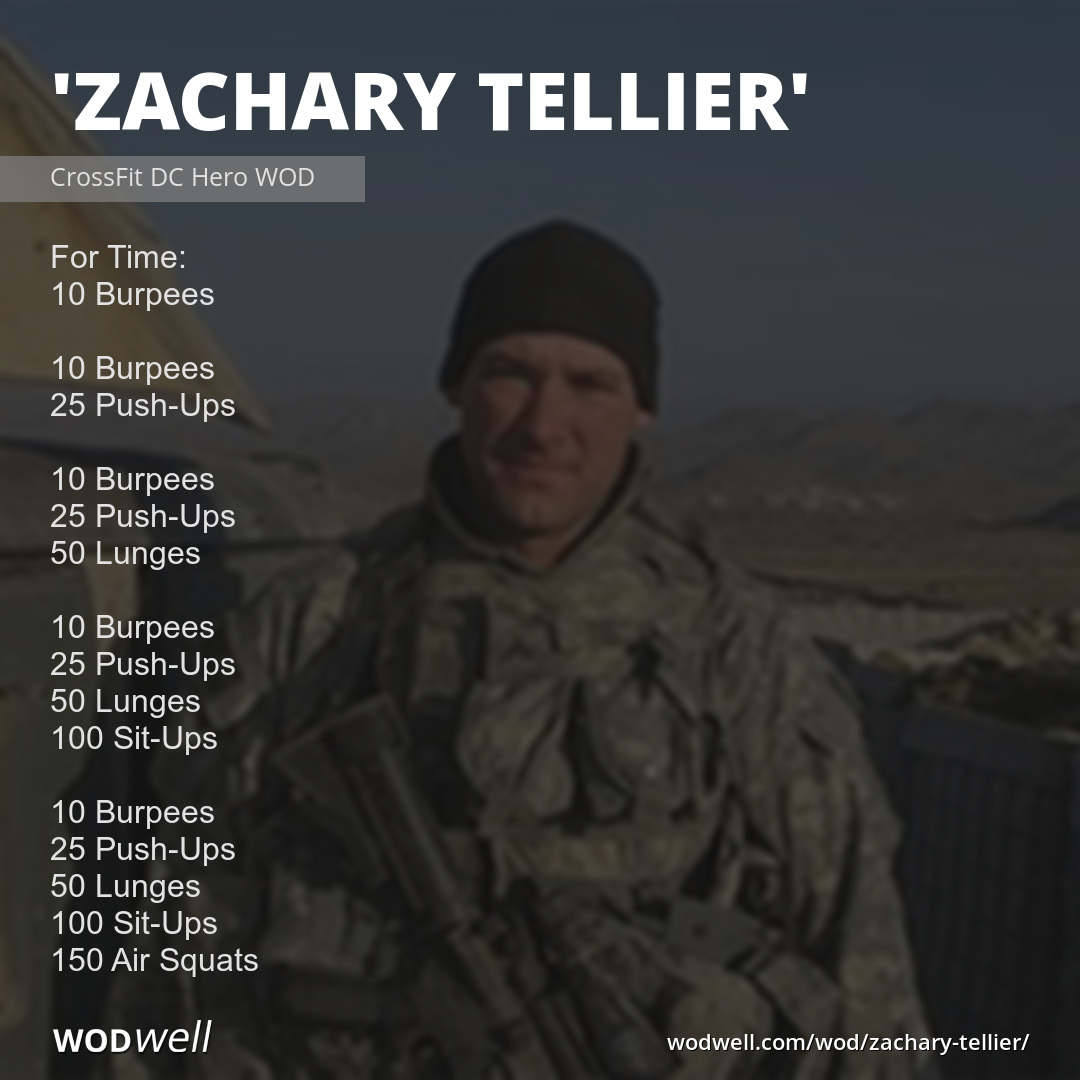 'ZACHARY TELLIER'
CrossFit DC Hero WOD
For Time:
10 Burpees
10 Burpees
25 Push-Ups
10 Burpees
25 Push-Ups
50 Lunges
10 Burpees
25 Push-Ups
50 Lunges
100 Sit-Ups
10 Burpees
25 Push-Ups
50 Lunges
100 Sit-Ups
150 Air Squats
WODwell
wodwell.com/wod/zachary-tellier/